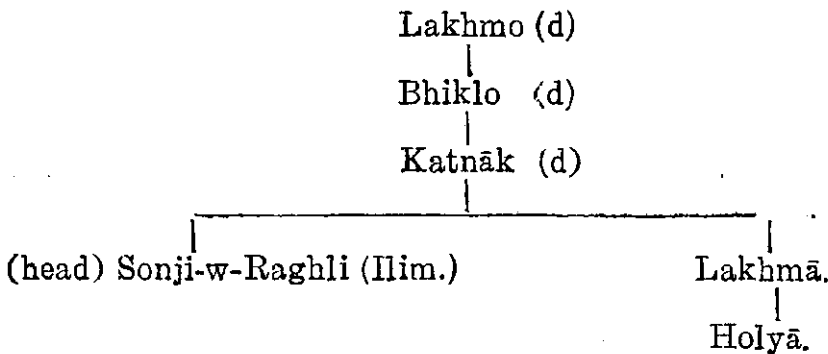 Lakhmo (d)
Bhiklo (d)
Katnāk (d)
(head) Sonji-w-Raghli (Ilim.) Lakhmā.
Holyā.